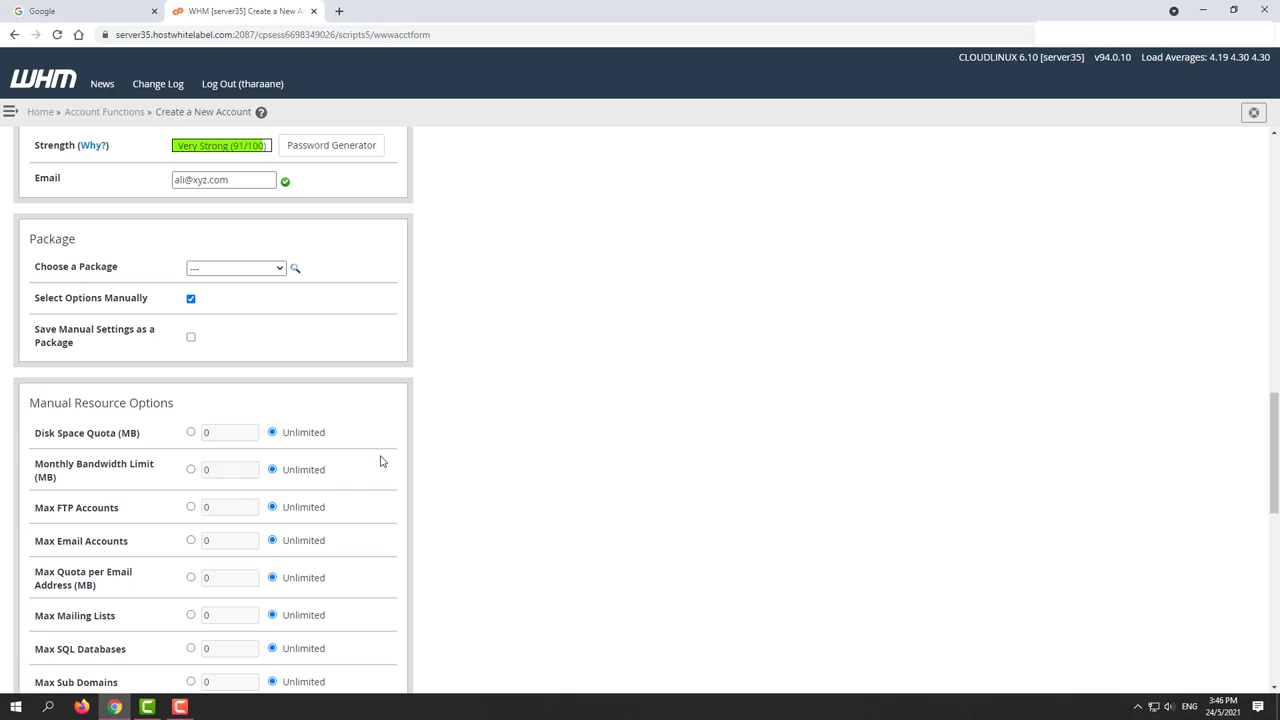 Google
WHM [server35] Create a New A
server35.hostwhitelabel.com:2087/cpsess6698349026/scripts5/wwwacctform
CLOUDLINUX 6.10 [server35] v94.0.10 Load Averages: 4.19 4.30 4.30
WHM News Change Log Log Out (tharaane)
Home » Account Functions » Create a New Account
Strength (Why?) Very Strong (91/100) Password Generator
Email ali@xyz.com
Package
Choose a Package ---
Select Options Manually
Save Manual Settings as a
Package
Manual Resource Options
Disk Space Quota (MB) 0 Unlimited
Monthly Bandwidth Limit
(MB) 0 Unlimited
Max FTP Accounts 0 Unlimited
Max Email Accounts 0 Unlimited
Max Quota per Email
Address (MB) 0 Unlimited
Max Mailing Lists 0 Unlimited
Max SQL Databases 0 Unlimited
Max Sub Domains 0 Unlimited
ENG
3:46 PM
24/5/2021